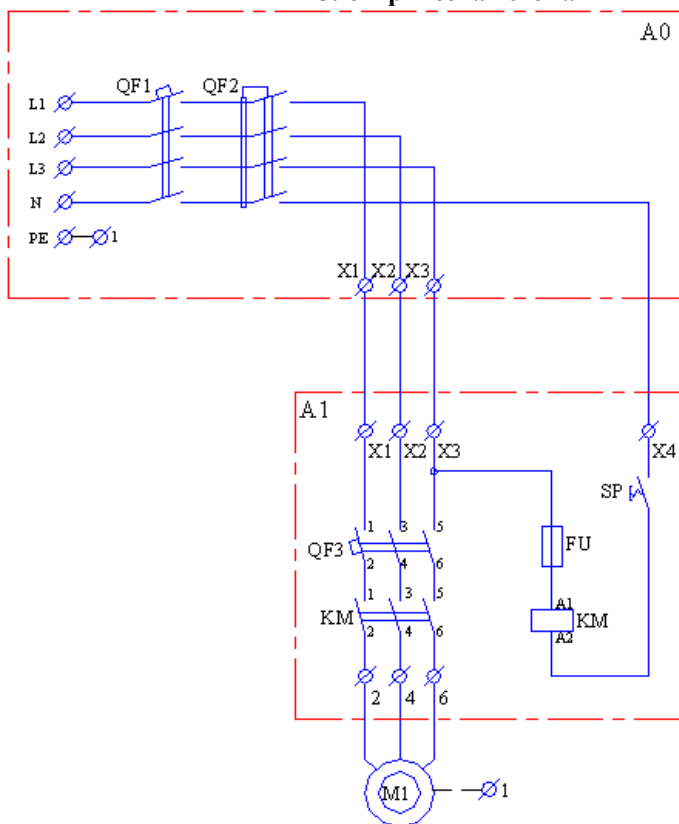 A0
QF1 QF2
L1
L2
L3
N
PE 1
X1 X2 X3
A1
X1 X2 X3 X4
SP
1 3 5
QF3 FU
2 4 6
1 3 5
A1
KM KM
2 4 6
A2
2 4 6
M1 1